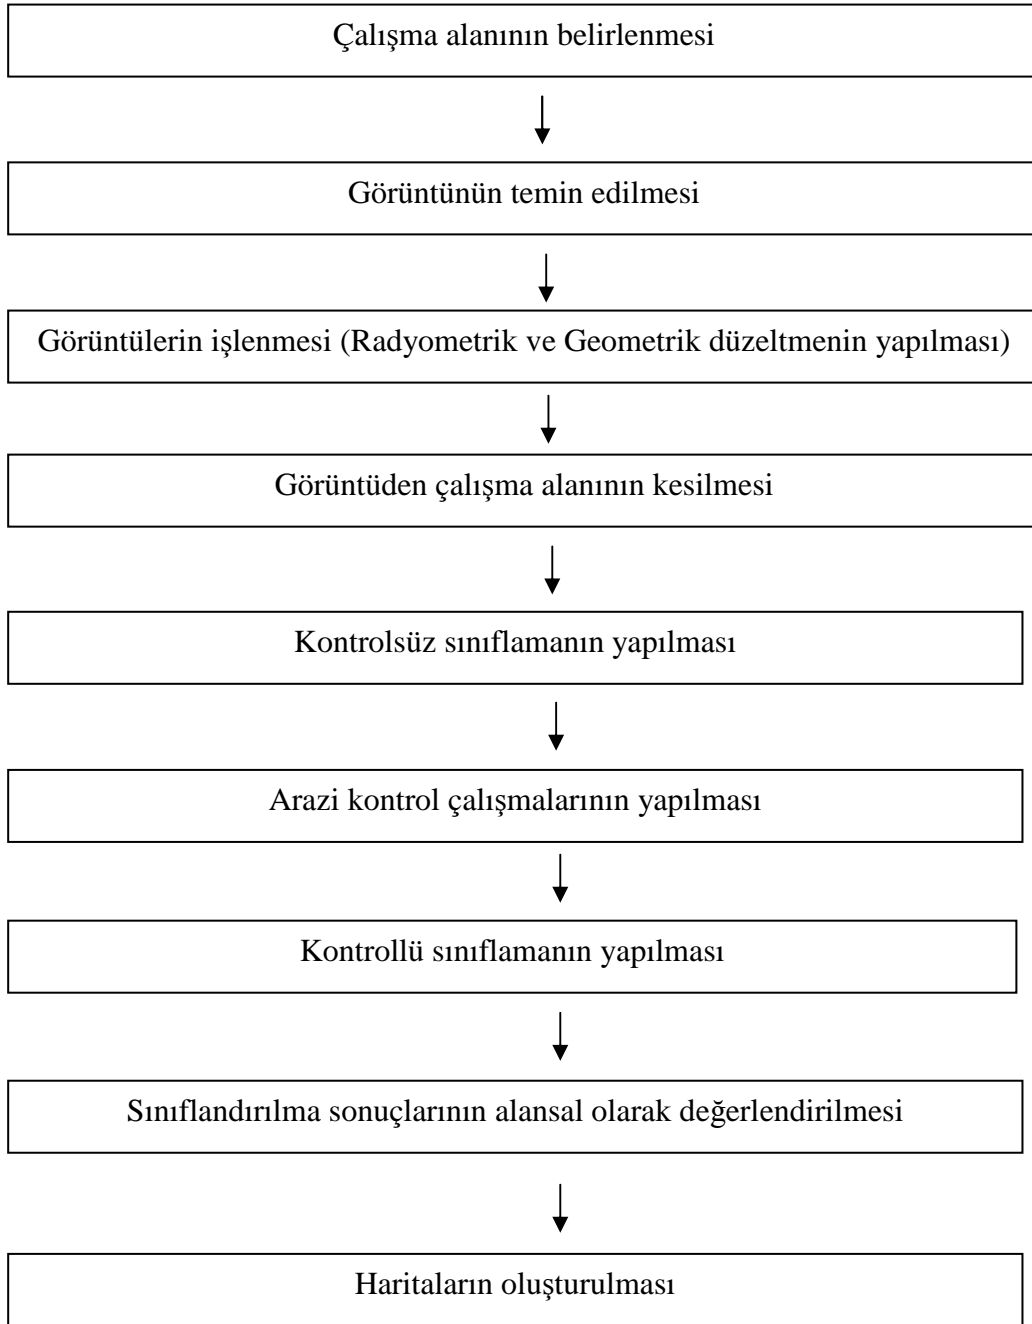 Çalışma alanının belirlenmesi
Görüntünün temin edilmesi
Görüntülerin işlenmesi (Radyometrik ve Geometrik düzeltmenin yapılması)
Görüntüden çalışma alanının kesilmesi
Kontrolsüz sınıflamanın yapılması
Arazi kontrol çalışmalarının yapılması
Kontrollü sınıflamanın yapılması
Sınıflandırılma sonuçlarının alansal olarak değerlendirilmesi
Haritaların oluşturulması